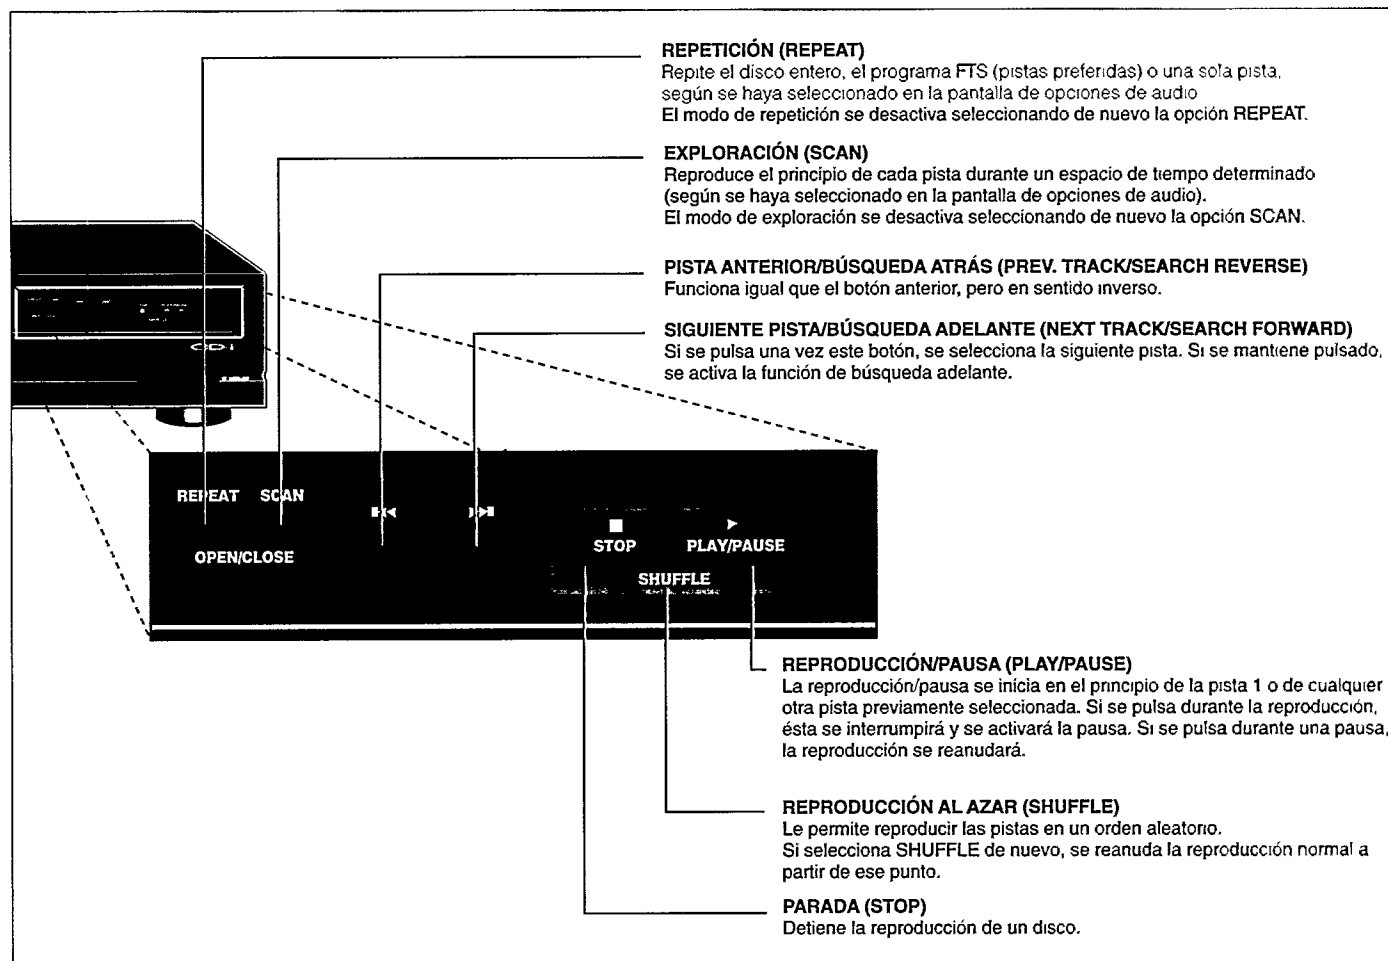 REPETICIÓN (REPEAT)
Repite el disco entero, el programa FTS (pistas preferidas) o una sola pista,
según se haya seleccionado en la pantalla de opciones de audio
El modo de repetición se desactiva seleccionando de nuevo la opción REPEAT.
EXPLORACIÓN (SCAN)
Reproduce el principio de cada pista durante un espacio de tiempo determinado
(según se haya seleccionado en la pantalla de opciones de audio).
El modo de exploración se desactiva seleccionando de nuevo la opción SCAN.
PISTA ANTERIOR/BÚSQUEDA ATRÁS (PREV. TRACK/SEARCH REVERSE)
Funciona igual que el botón anterior, pero en sentido inverso.
SIGUIENTE PISTA/BÚSQUEDA ADELANTE (NEXT TRACK/SEARCH FORWARD)
Si se pulsa una vez este botón, se selecciona la siguiente pista. Si se mantiene pulsado,
se activa la función de búsqueda adelante.
CD-i
REPEAT SCAN
OPEN/CLOSE
STOP PLAY/PAUSE
SHUFFLE
REPRODUCCIÓN/PAUSA (PLAY/PAUSE)
La reproducción/pausa se inicia en el principio de la pista 1 o de cualquier
otra pista previamente seleccionada. Si se pulsa durante la reproducción,
ésta se interrumpirá y se activará la pausa. Si se pulsa durante una pausa,
la reproducción se reanudará.
REPRODUCCIÓN AL AZAR (SHUFFLE)
Le permite reproducir las pistas en un orden aleatorio.
Si selecciona SHUFFLE de nuevo, se reanuda la reproducción normal a
partir de ese punto.
PARADA (STOP)
Detiene la reproducción de un disco.